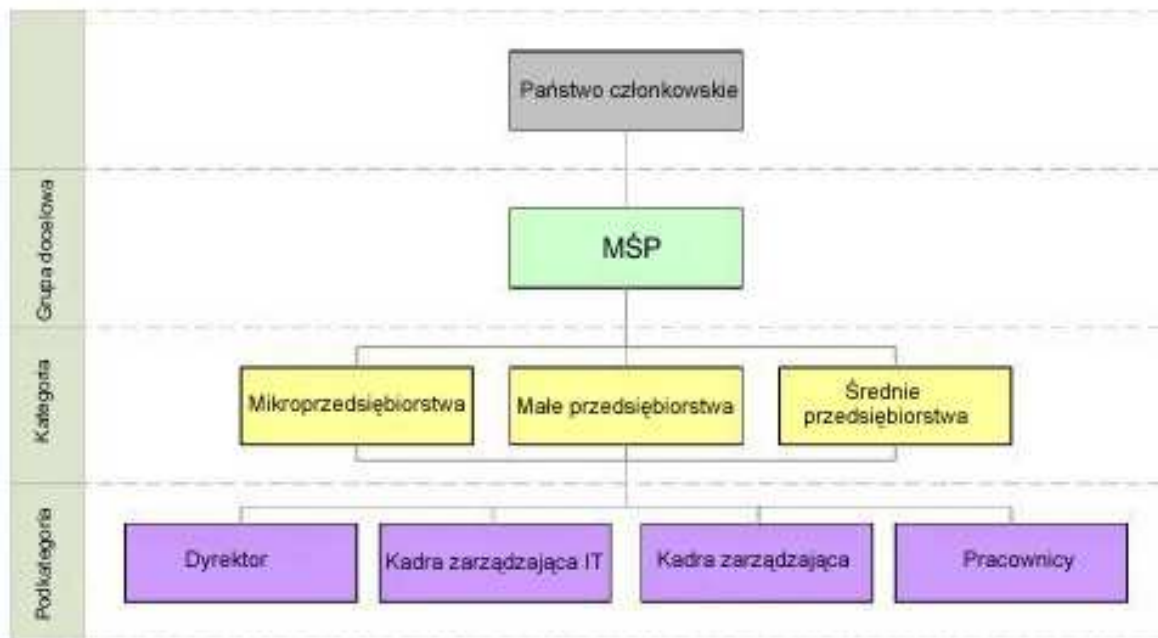 Państwo członkowskie
Grupa docelowa
MŚP
Kategoria
Mikroprzedsiębiorstwa
Małe przedsiębiorstwa
Średnie
przedsiębiorstwa
Podkategoria
Dyrektor
Kadra zarządzająca IT
Kadra zarządzająca
Pracownicy